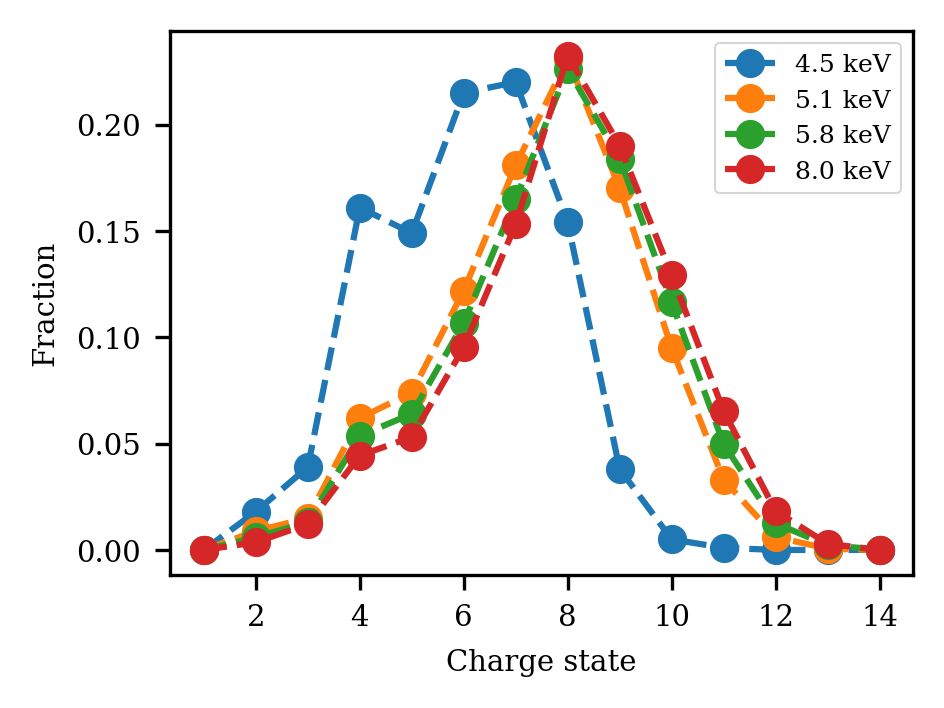 0.20
0.15
0.10
0.05
0.00
Fraction
2 4 6 8 10 12 14
Charge state
4.5 keV
5.1 keV
5.8 keV
8.0 keV